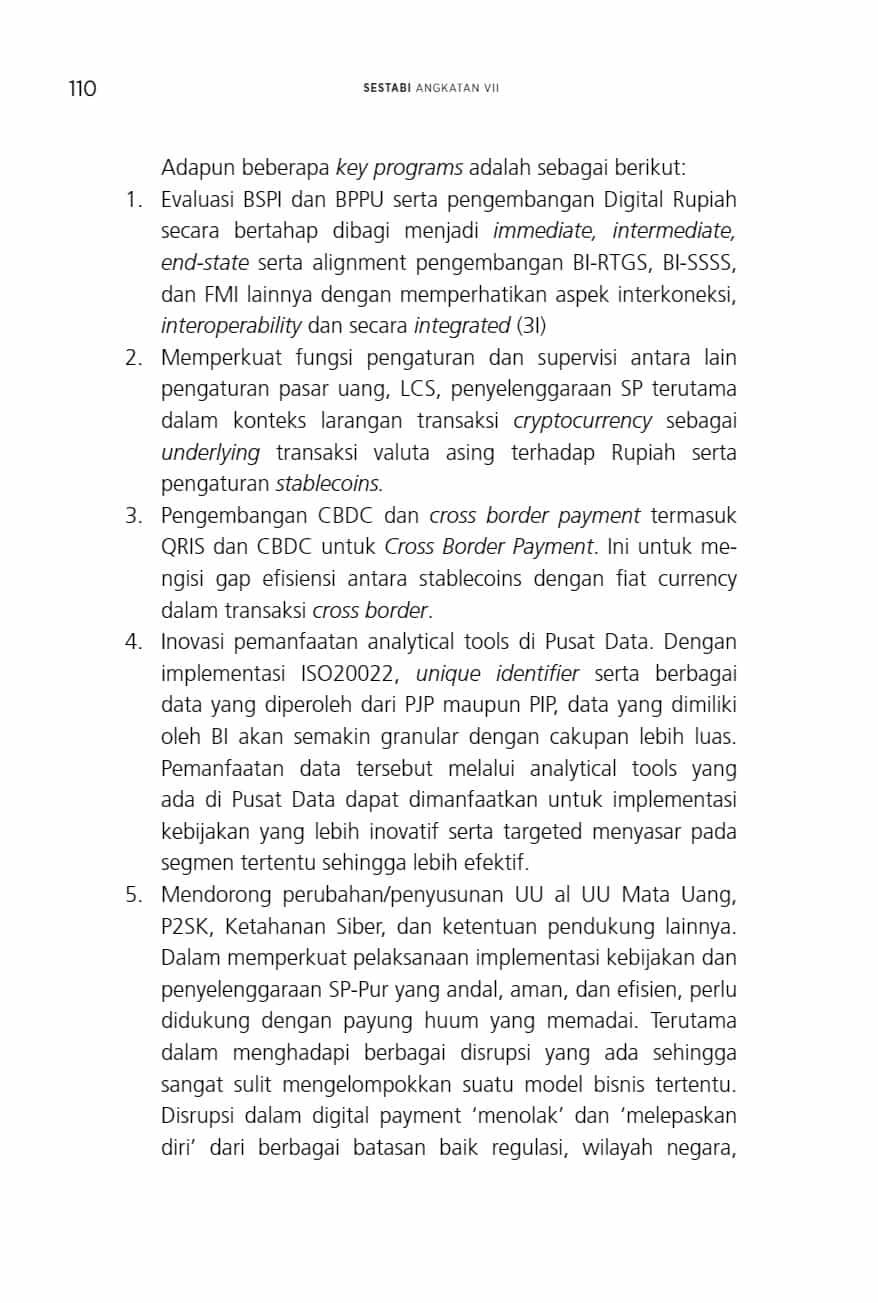 110
SESTABI ANGKATAN VII
Adapun beberapa key programs adalah sebagai berikut:
1. Evaluasi BSPI dan BPPU serta pengembangan Digital Rupiah
secara bertahap dibagi menjadi immediate, intermediate,
end-state serta alignment pengembangan BI-RTGS, BI-SSSS,
dan FMI lainnya dengan memperhatikan aspek interkoneksi,
interoperability dan secara integrated (3I)
2. Memperkuat fungsi pengaturan dan supervisi antara lain
pengaturan pasar uang, LCS, penyelenggaraan SP terutama
dalam konteks larangan transaksi cryptocurrency sebagai
underlying transaksi valuta asing terhadap Rupiah serta
pengaturan stablecoins.
3. Pengembangan CBDC dan cross border payment termasuk
QRIS dan CBDC untuk Cross Border Payment. Ini untuk me-
ngisi gap efisiensi antara stablecoins dengan fiat currency
dalam transaksi cross border.
4. Inovasi pemanfaatan analytical tools di Pusat Data. Dengan
implementasi ISO20022, unique identifier serta berbagai
data yang diperoleh dari PJP maupun PIP, data yang dimiliki
oleh BI akan semakin granular dengan cakupan lebih luas.
Pemanfaatan data tersebut melalui analytical tools yang
ada di Pusat Data dapat dimanfaatkan untuk implementasi
kebijakan yang lebih inovatif serta targeted menyasar pada
segmen tertentu sehingga lebih efektif.
5. Mendorong perubahan/penyusunan UU al UU Mata Uang,
P2SK, Ketahanan Siber, dan ketentuan pendukung lainnya.
Dalam memperkuat pelaksanaan implementasi kebijakan dan
penyelenggaraan SP-Pur yang andal, aman, dan efisien, perlu
didukung dengan payung huum yang memadai. Terutama
dalam menghadapi berbagai disrupsi yang ada sehingga
sangat sulit mengelompokkan suatu model bisnis tertentu.
Disrupsi dalam digital payment ‘menolak’ dan ‘melepaskan
diri’ dari berbagai batasan baik regulasi, wilayah negara,